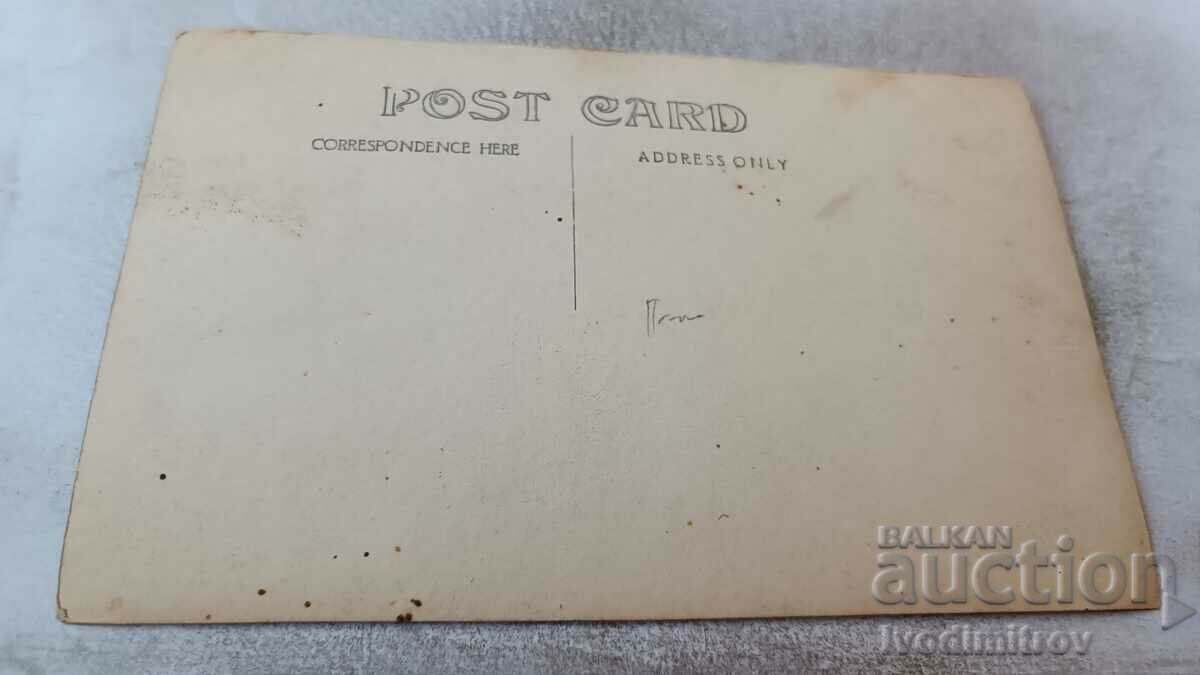 POST CARD
CORRESPONDENCE HERE
ADDRESS ONLY
BALKAN
auction
Ivodimitrov